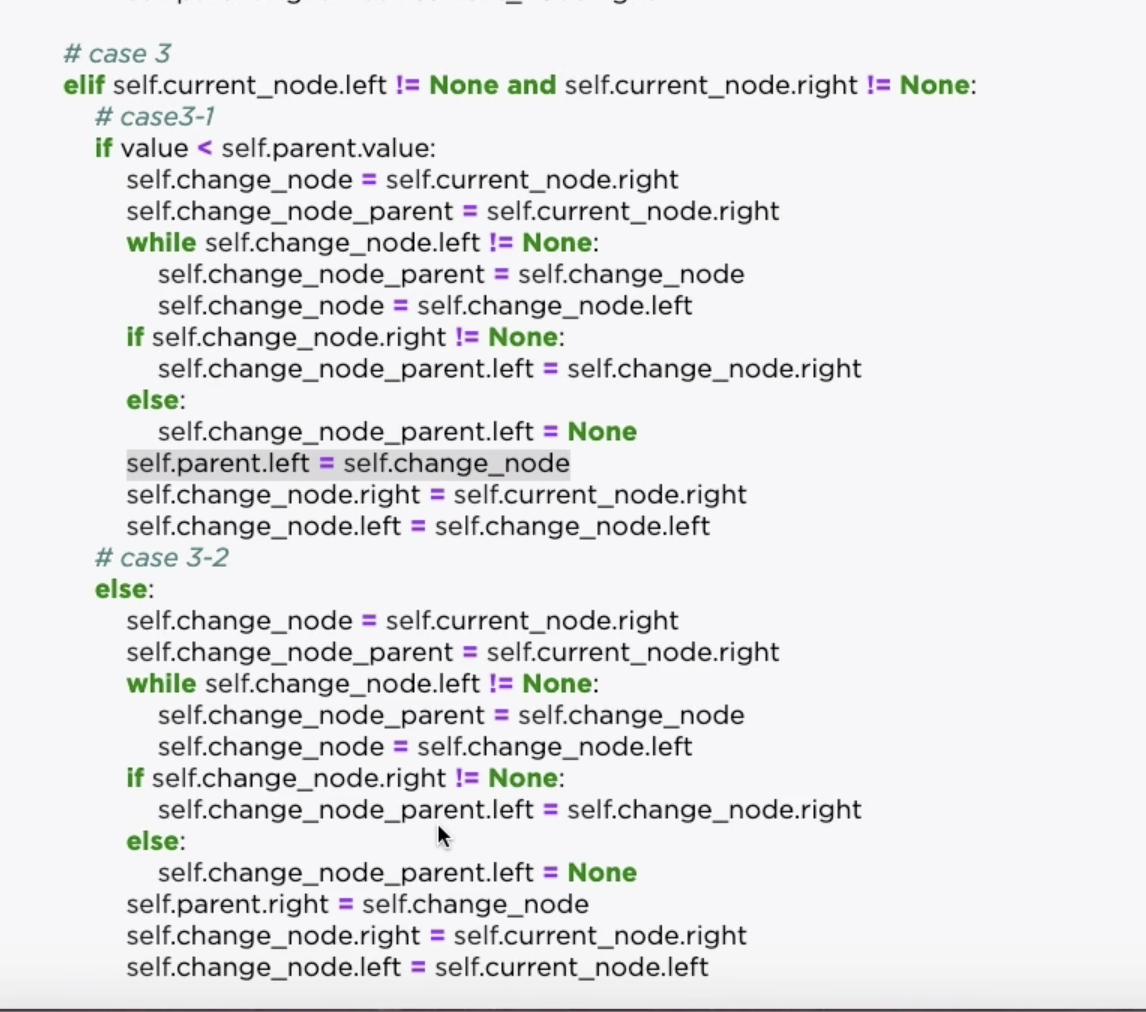 # case 3
elif self.current_node.left != None and self.current_node.right != None:
# case3-1
if value < self.parent.value:
self.change_node = self.current_node.right
self.change_node_parent = self.current_node.right
while self.change_node.left != None:
self.change_node_parent = self.change_node
self.change_node = self.change_node.left
if self.change_node.right != None:
self.change_node_parent.left = self.change_node.right
else:
self.change_node_parent.left = None
self.parent.left = self.change_node
self.change_node.right = self.current_node.right
self.change_node.left = self.change_node.left
# case 3-2
else:
self.change_node = self.current_node.right
self.change_node_parent = self.current_node.right
while self.change_node.left != None:
self.change_node_parent = self.change_node
self.change_node = self.change_node.left
if self.change_node.right != None:
self.change_node_parent.left = self.change_node.right
else:
self.change_node_parent.left = None
self.parent.right = self.change_node
self.change_node.right = self.current_node.right
self.change_node.left = self.current_node.left